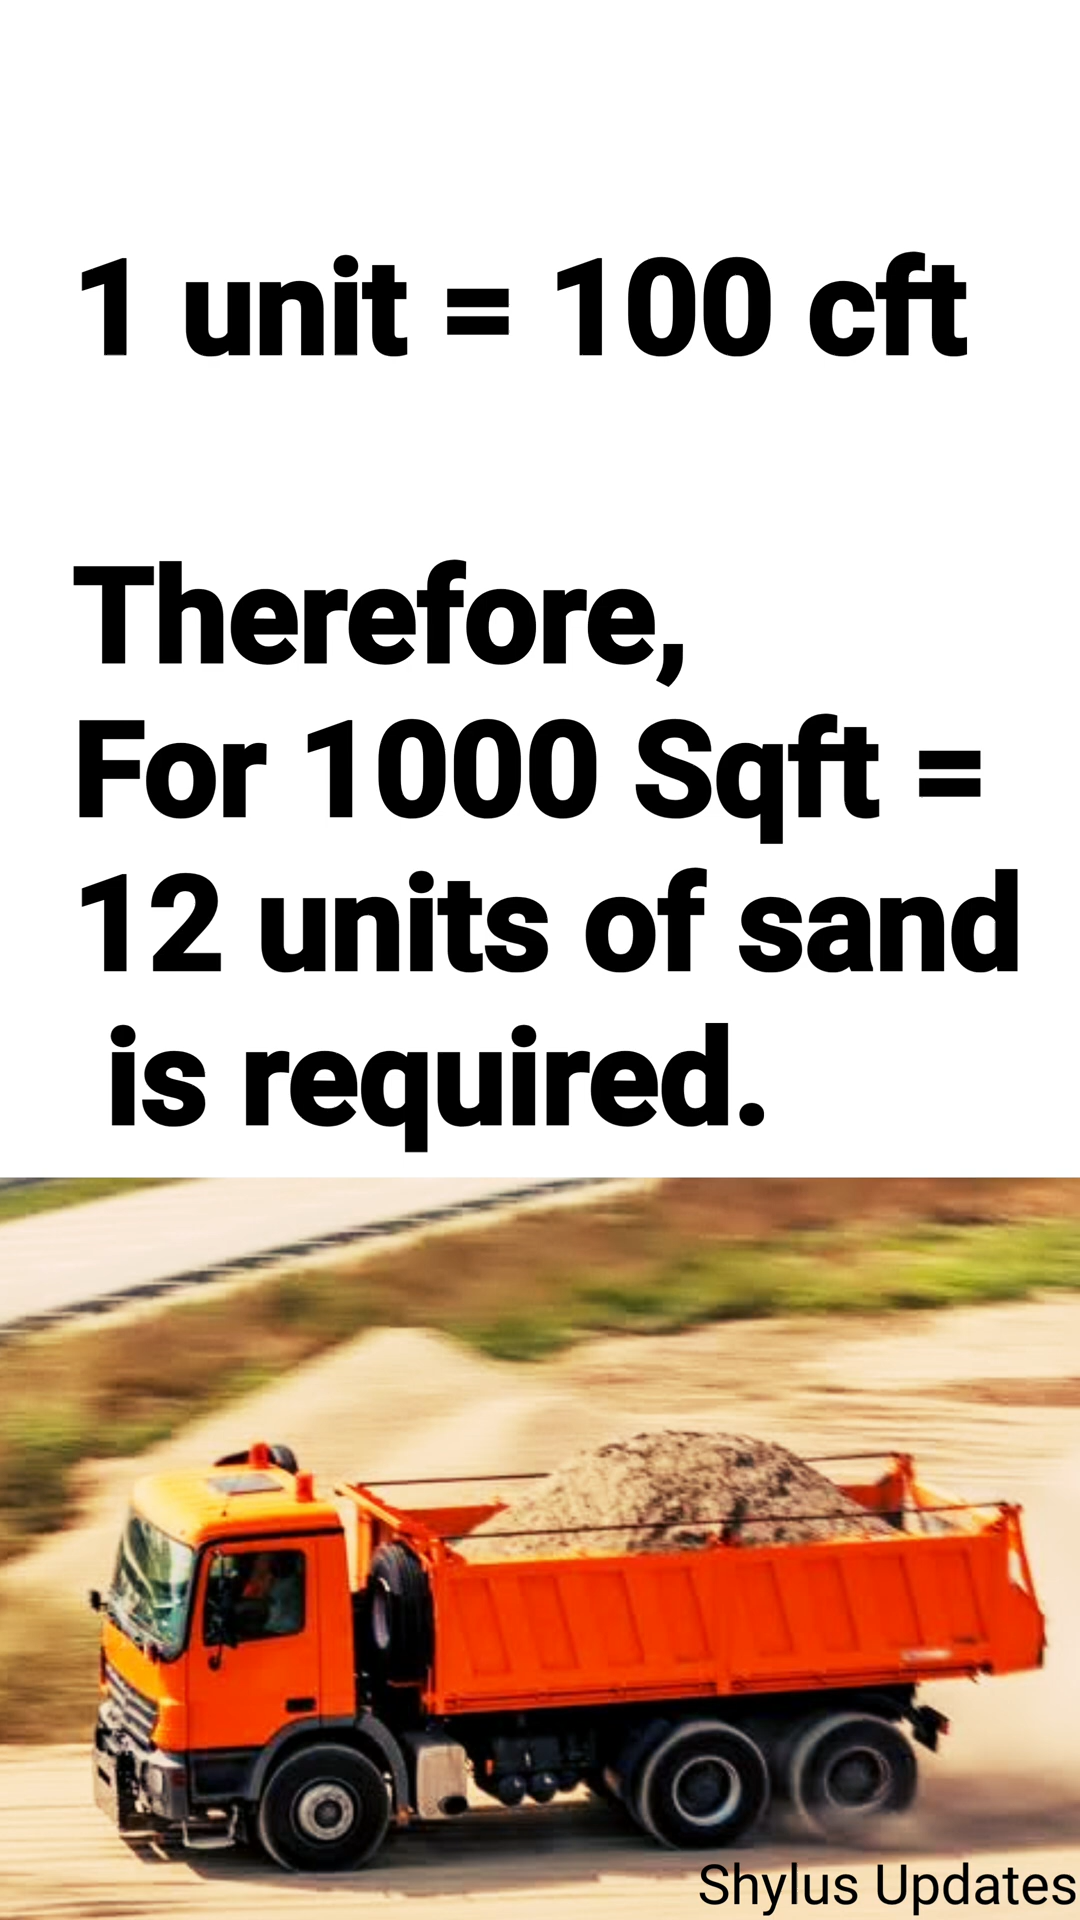 1 unit = 100 cft
Therefore,
For 1000 Sqft =
12 units of sand
is required.
Shylus Updates